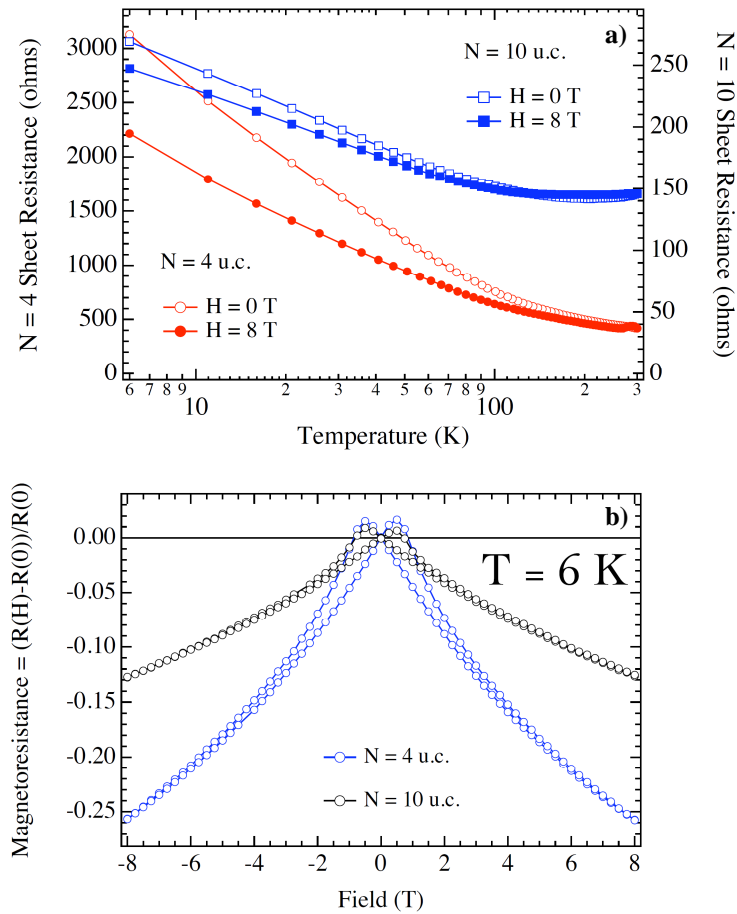 a)
N = 4 Sheet Resistance (ohms)
3000
2500
2000
1500
1000
500
0
N = 10 u.c.
H = 0 T
H = 8 T
N = 4 u.c.
H = 0 T
H = 8 T
250
200
150
100
50
0
N = 10 Sheet Resistance (ohms)
6 7 8 9 10 2 3 4 5 6 7 8 9 100 2 3
Temperature (K)
b)
Magnetoresistance = (R(H)-R(0))/R(0)
0.00
-0.05
-0.10
-0.15
-0.20
-0.25
T = 6 K
N = 4 u.c.
N = 10 u.c.
-8 -6 -4 -2 0 2 4 6 8
Field (T)